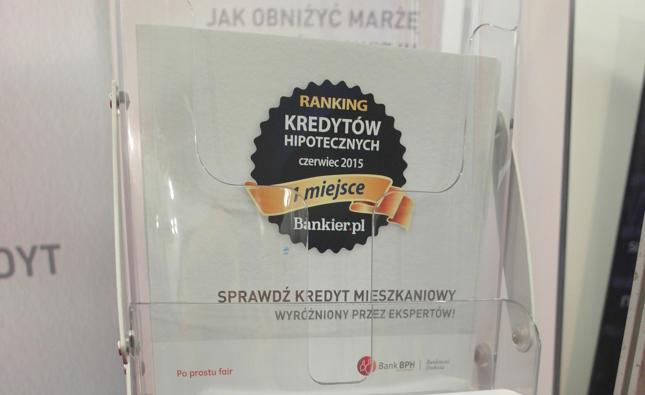 JAK OBNIŻYĆ MARŻĘ
RANKING
KREDYTÓW
HIPOTECZNYCH
czerwiec 2015
1 miejsce
Bankier.pl
DYT
SPRAWDŹ KREDYT MIESZKANIOWY
WYRÓŻNIONY PRZEZ EKSPERTÓW!
Po prostu fair
Bank BPH